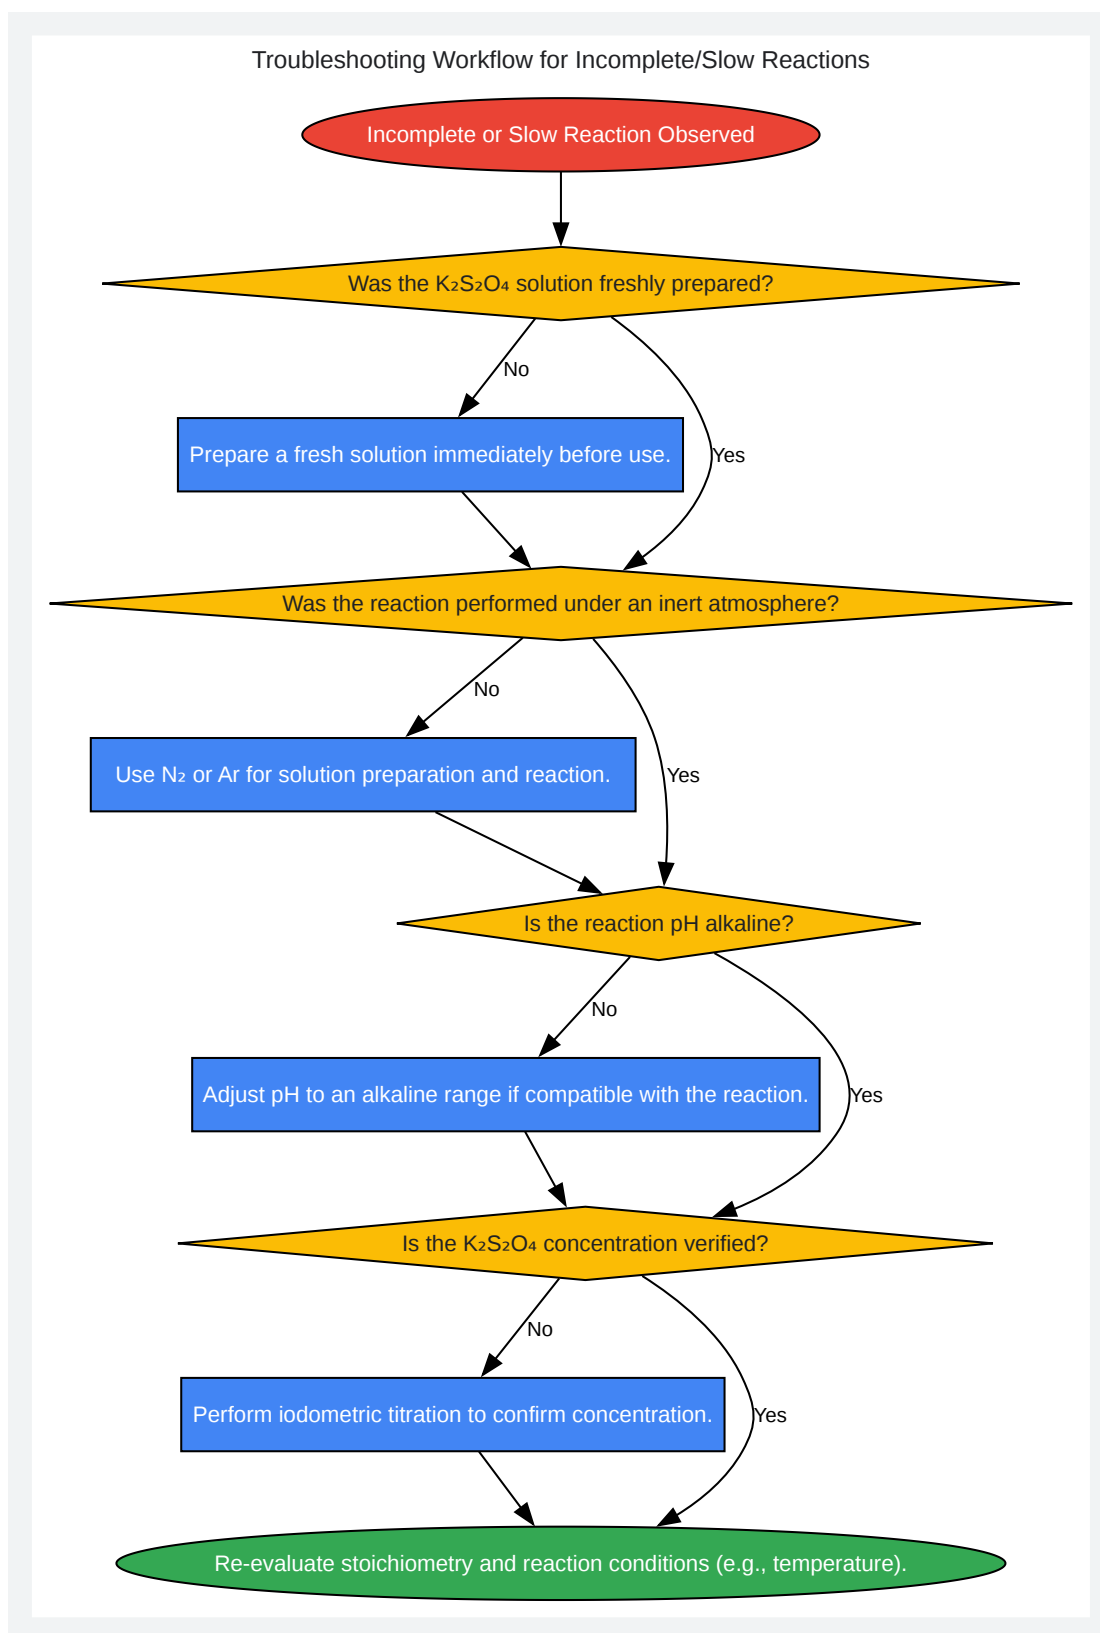 Troubleshooting Workflow for Incomplete/Slow Reactions
Incomplete or Slow Reaction Observed
Was the K₂S₂O₄ solution freshly prepared?
No
Prepare a fresh solution immediately before use.
Yes
Was the reaction performed under an inert atmosphere?
No
Use N₂ or Ar for solution preparation and reaction.
Yes
Is the reaction pH alkaline?
No
Adjust pH to an alkaline range if compatible with the reaction.
Yes
Is the K₂S₂O₄ concentration verified?
No
Perform iodometric titration to confirm concentration.
Yes
Re-evaluate stoichiometry and reaction conditions (e.g., temperature).